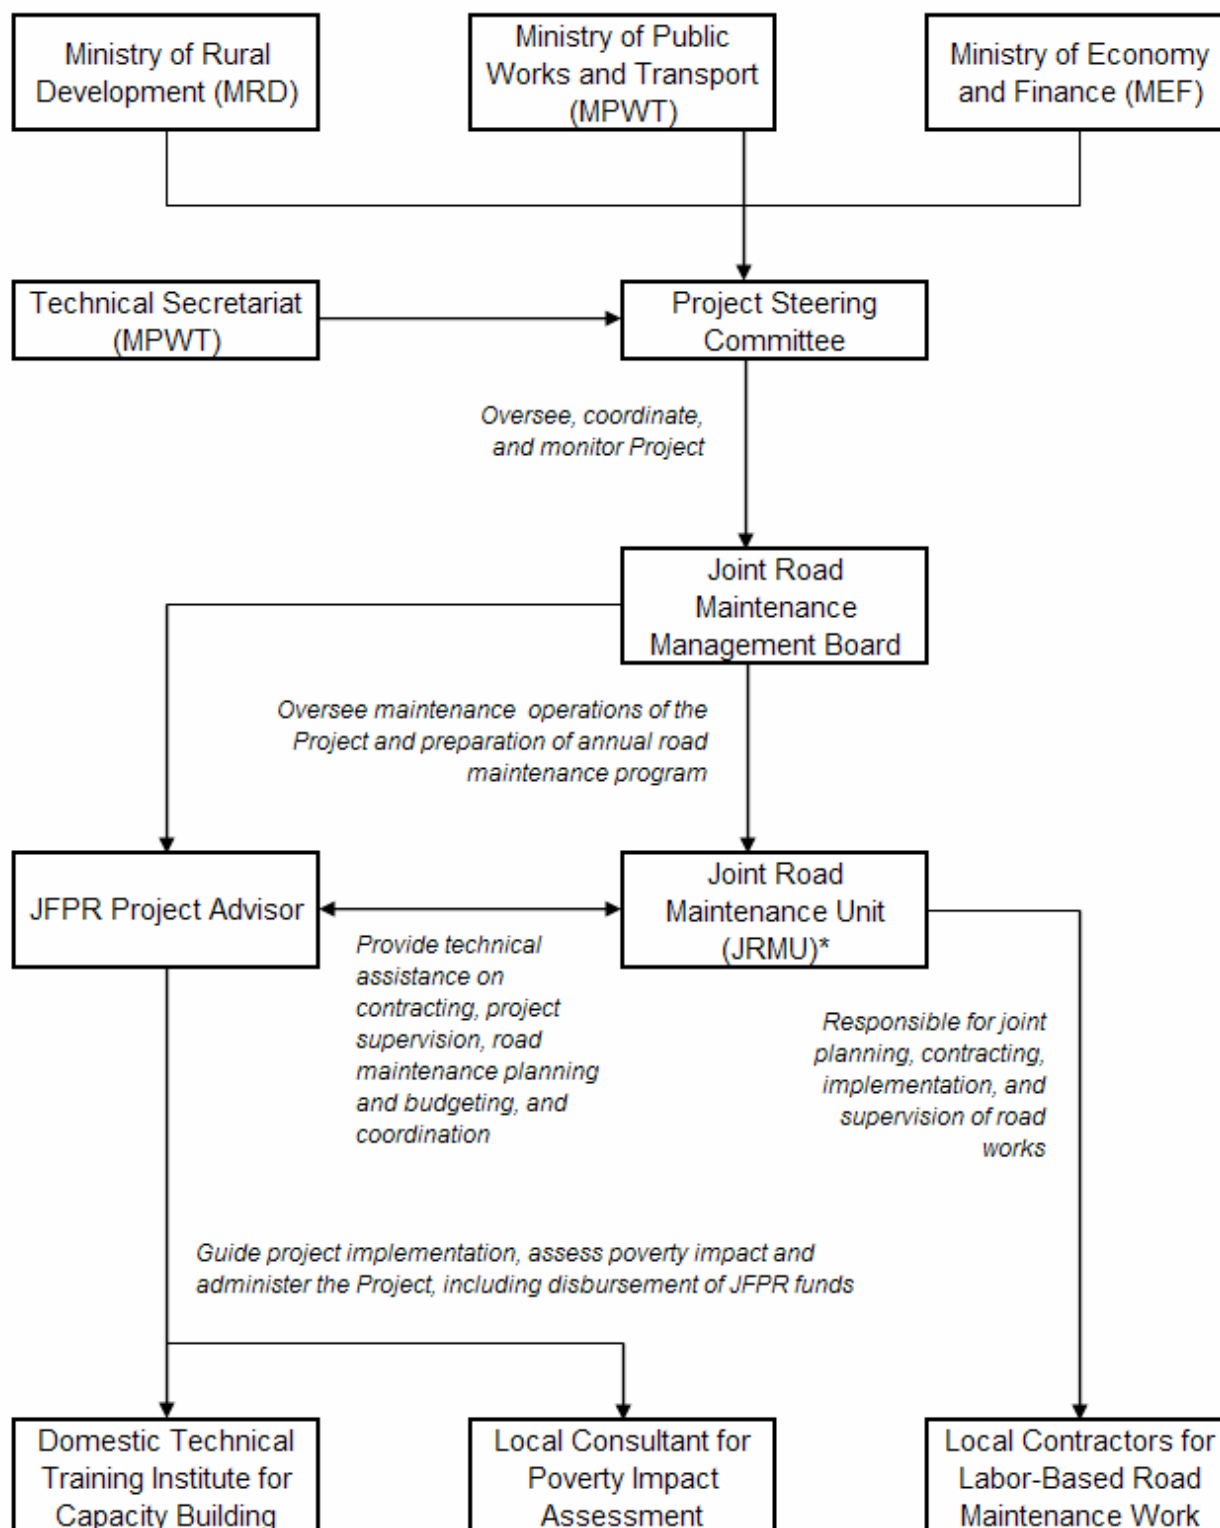 Ministry of Rural
Development (MRD)
Ministry of Public
Works and Transport
(MPWT)
Ministry of Economy
and Finance (MEF)
Technical Secretariat
(MPWT)
Project Steering
Committee
Oversee, coordinate,
and monitor Project
Joint Road
Maintenance
Management Board
Oversee maintenance operations of the
Project and preparation of annual road
maintenance program
JFPR Project Advisor
Joint Road
Maintenance Unit
(JRMU)*
Provide technical
assistance on
contracting, project
supervision, road
maintenance planning
and budgeting, and
coordination
Responsible for joint
planning, contracting,
implementation, and
supervision of road
works
Guide project implementation, assess poverty impact and
administer the Project, including disbursement of JFPR funds
Domestic Technical
Training Institute for
Capacity Building
Local Consultant for
Poverty Impact
Assessment
Local Contractors for
Labor-Based Road
Maintenance Work